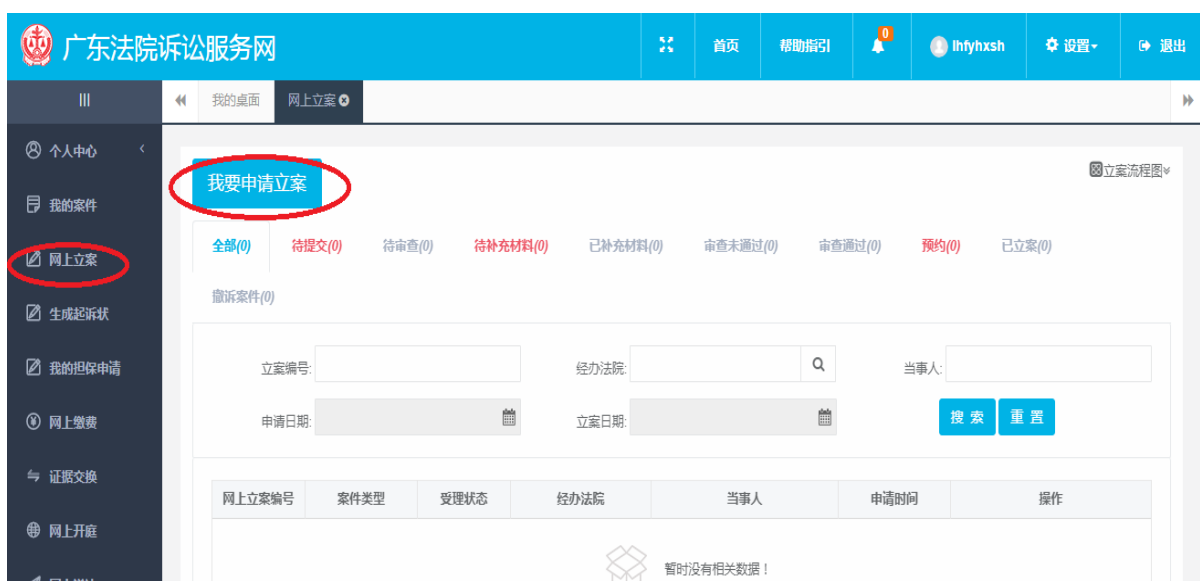 广东法院诉讼服务网
首页
帮助指引
0
lhfyhxsh
设置
退出
我的桌面
网上立案
个人中心
我的案件
网上立案
生成起诉状
我的担保申请
网上缴费
证据交换
网上开庭
我要申请立案
立案流程图
全部(0) 待提交(0) 待审查(0) 待补充材料(0) 已补充材料(0) 审查未通过(0) 审查通过(0) 预约(0) 已立案(0)
撤诉案件(0)
立案编号: 经办法院: 当事人:
申请日期: 立案日期: 搜索 重置
网上立案编号 案件类型 受理状态 经办法院 当事人 申请时间 操作
暂时没有相关数据！